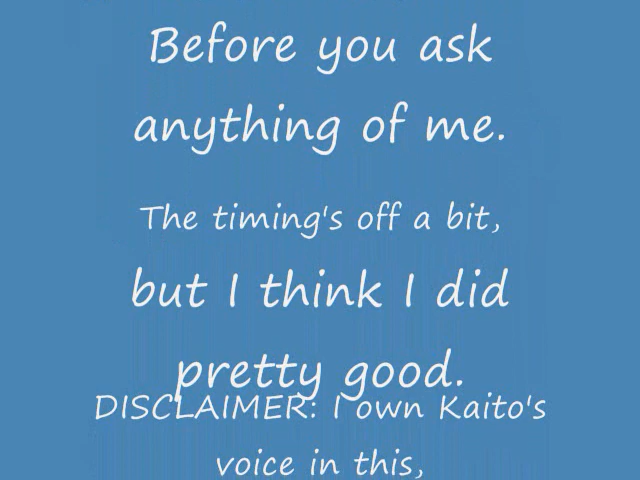 Before you ask
anything of me.
The timing's off a bit,
but I think I did
pretty good.
DISCLAIMER: I own Kaito's
voice in this,